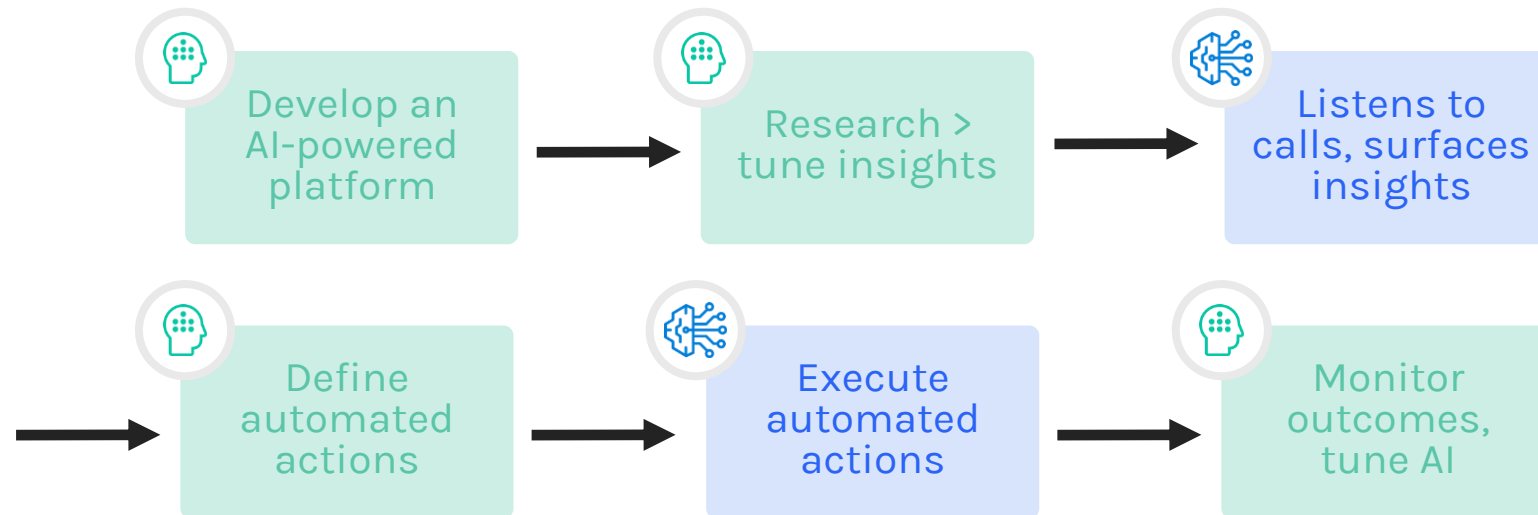 Develop an
AI-powered
platform
Research >
tune insights
Listens to
calls, surfaces
insights
Define
automated
actions
Execute
automated
actions
Monitor
outcomes,
tune AI